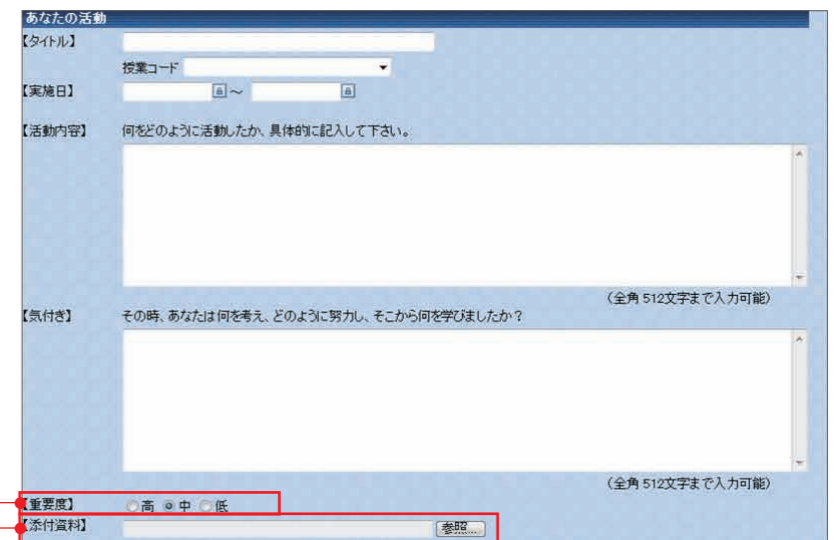 あなたの活動
【タイトル】
授業コード
【実施日】 ～
【活動内容】 何をどのように活動したか、具体的に記入して下さい。
（全角 512文字まで入力可能）
【気付き】 その時、あなたは何を考え、どのように努力し、そこから何を学びましたか？
（全角 512文字まで入力可能）
【重要度】 高 中 低
【添付資料】 参照...